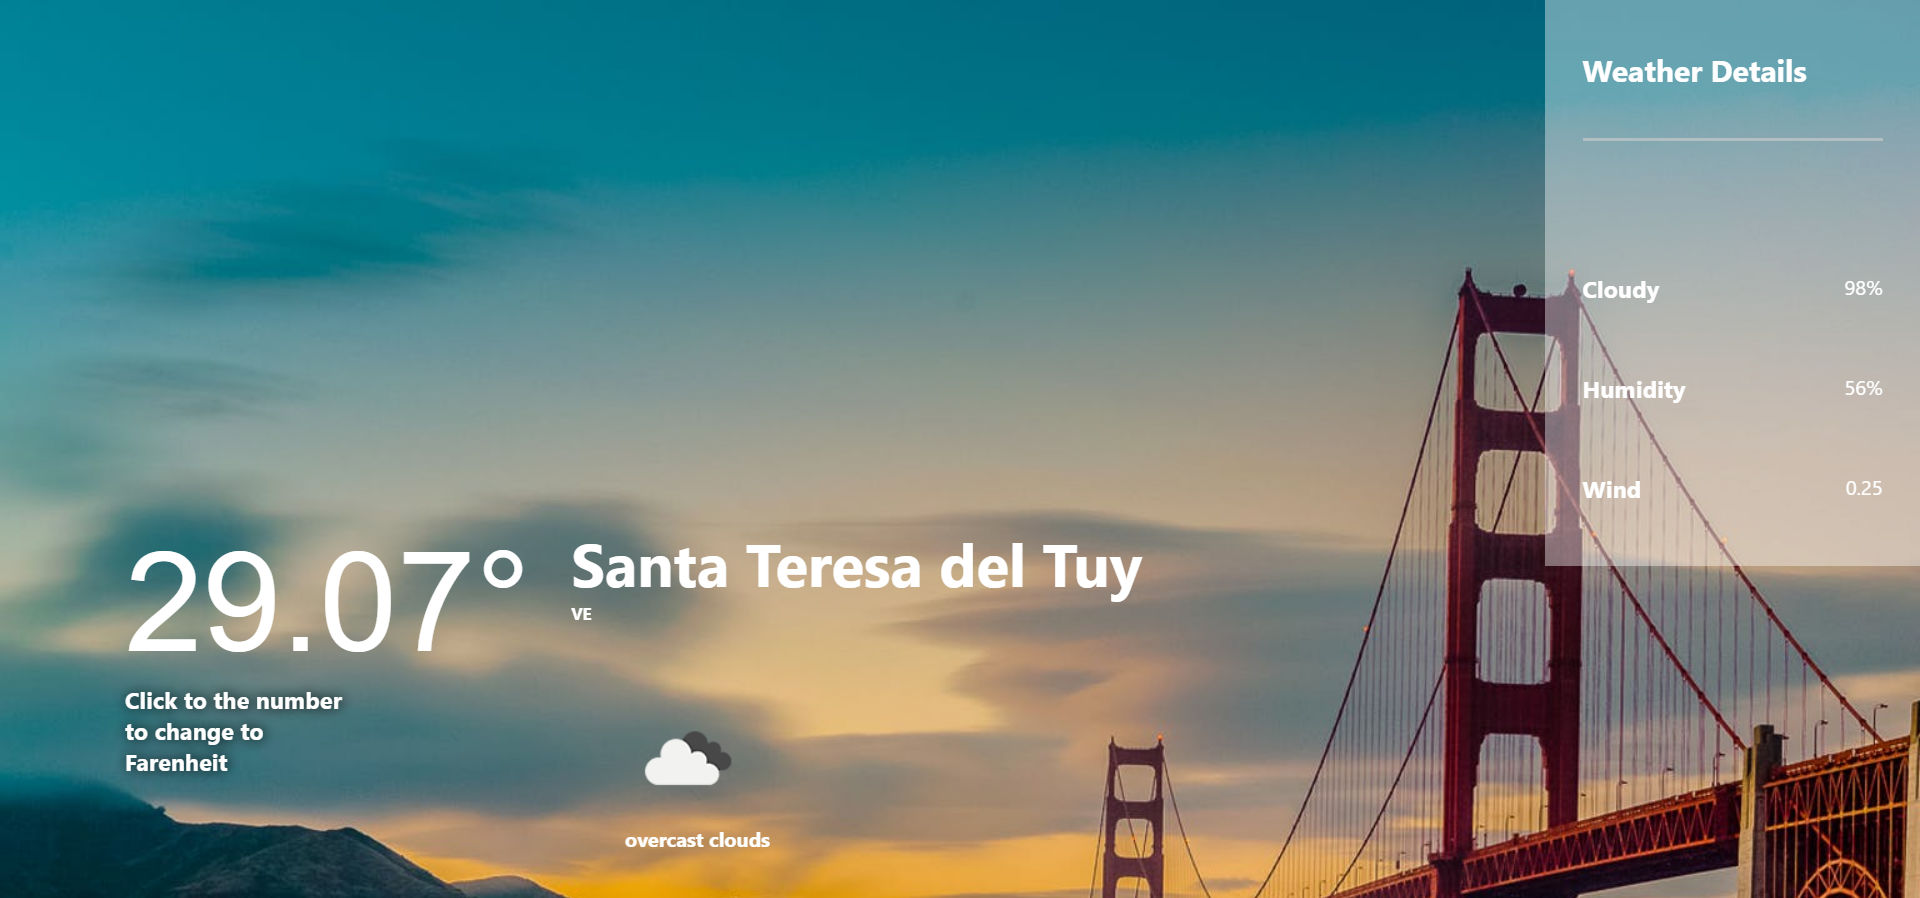 Weather Details
Cloudy 98%
Humidity 56%
Wind 0.25
29.07°
Santa Teresa del Tuy
VE
Click to the number
to change to
Farenheit
overcast clouds